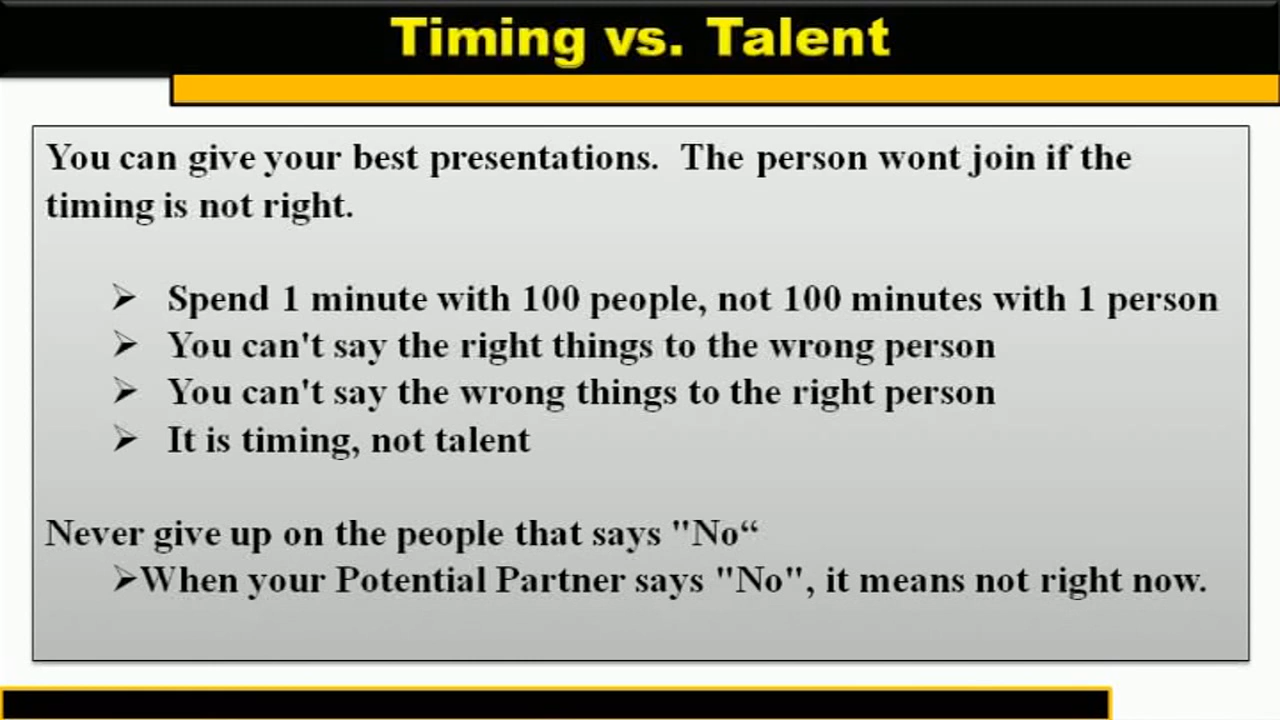 Timing vs. Talent
You can give your best presentations.  The person wont join if the
timing is not right.
➢ Spend 1 minute with 100 people, not 100 minutes with 1 person
➢ You can't say the right things to the wrong person
➢ You can't say the wrong things to the right person
➢ It is timing, not talent
Never give up on the people that says "No“
➢When your Potential Partner says "No", it means not right now.